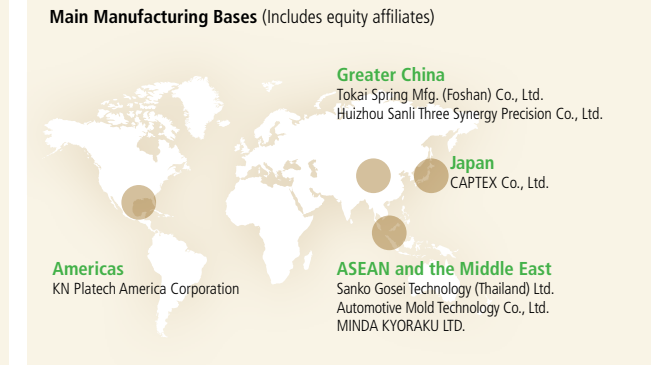 Main Manufacturing Bases (Includes equity affiliates)
Greater China
Tokai Spring Mfg. (Foshan) Co., Ltd.
Huizhou Sanli Three Synergy Precision Co., Ltd.
Japan
CAPTEX Co., Ltd.
Americas
KN Platech America Corporation
ASEAN and the Middle East
Sanko Gosei Technology (Thailand) Ltd.
Automotive Mold Technology Co., Ltd.
MINDA KYORAKU LTD.